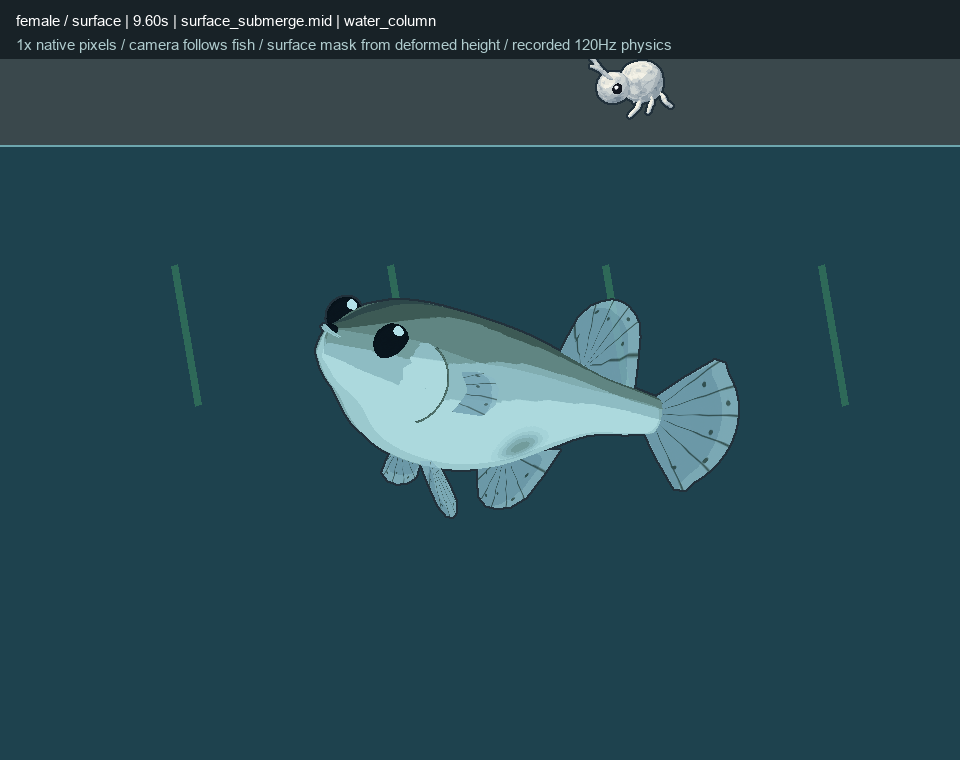 female / surface | 9.60s | surface_submerge.mid | water_column
1x native pixels / camera follows fish / surface mask from deformed height / recorded 120Hz physics